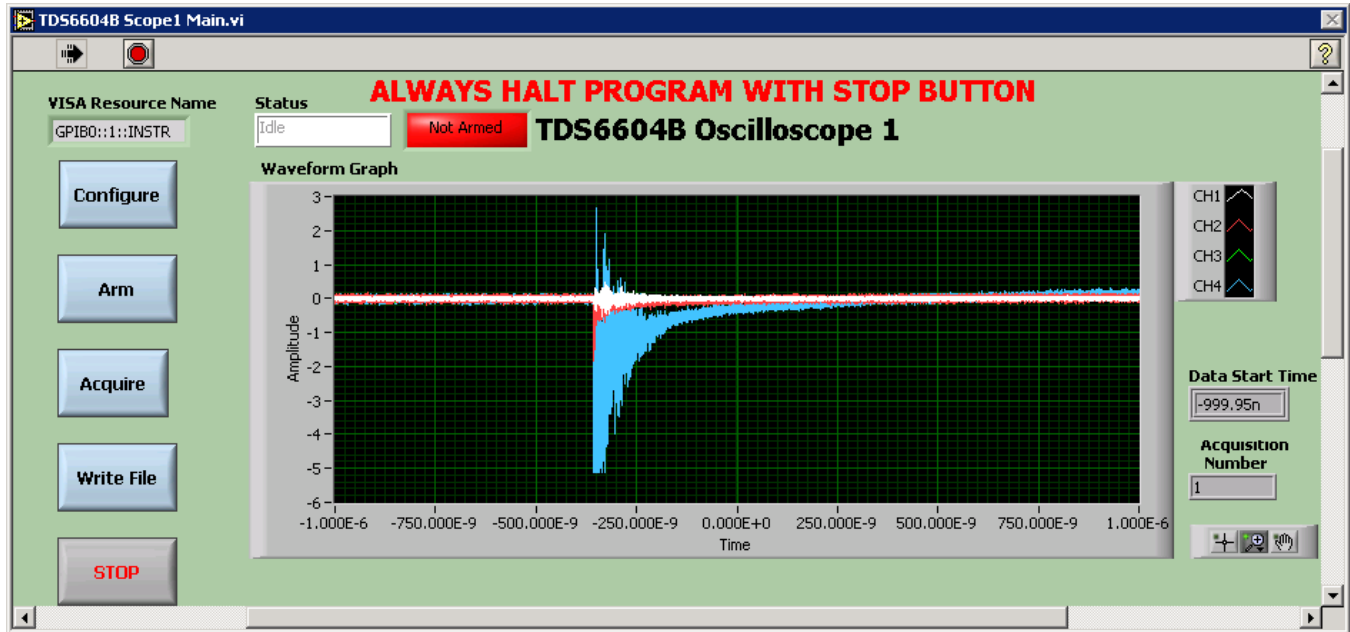 TDS6604B Scope1 Main.vi
ALWAYS HALT PROGRAM WITH STOP BUTTON
VISA Resource Name
GPIB0::1::INSTR
Status
Idle
Not Armed
TDS6604B Oscilloscope 1
Configure
Arm
Acquire
Write File
STOP
Waveform Graph
3
2
1
0
-1
-2
-3
-4
-5
-6
Amplitude
-1.000E-6 -750.000E-9 -500.000E-9 -250.000E-9 0.000E+0 250.000E-9 500.000E-9 750.000E-9 1.000E-6
Time
CH1
CH2
CH3
CH4
Data Start Time
-999.95n
Acquisition
Number
1